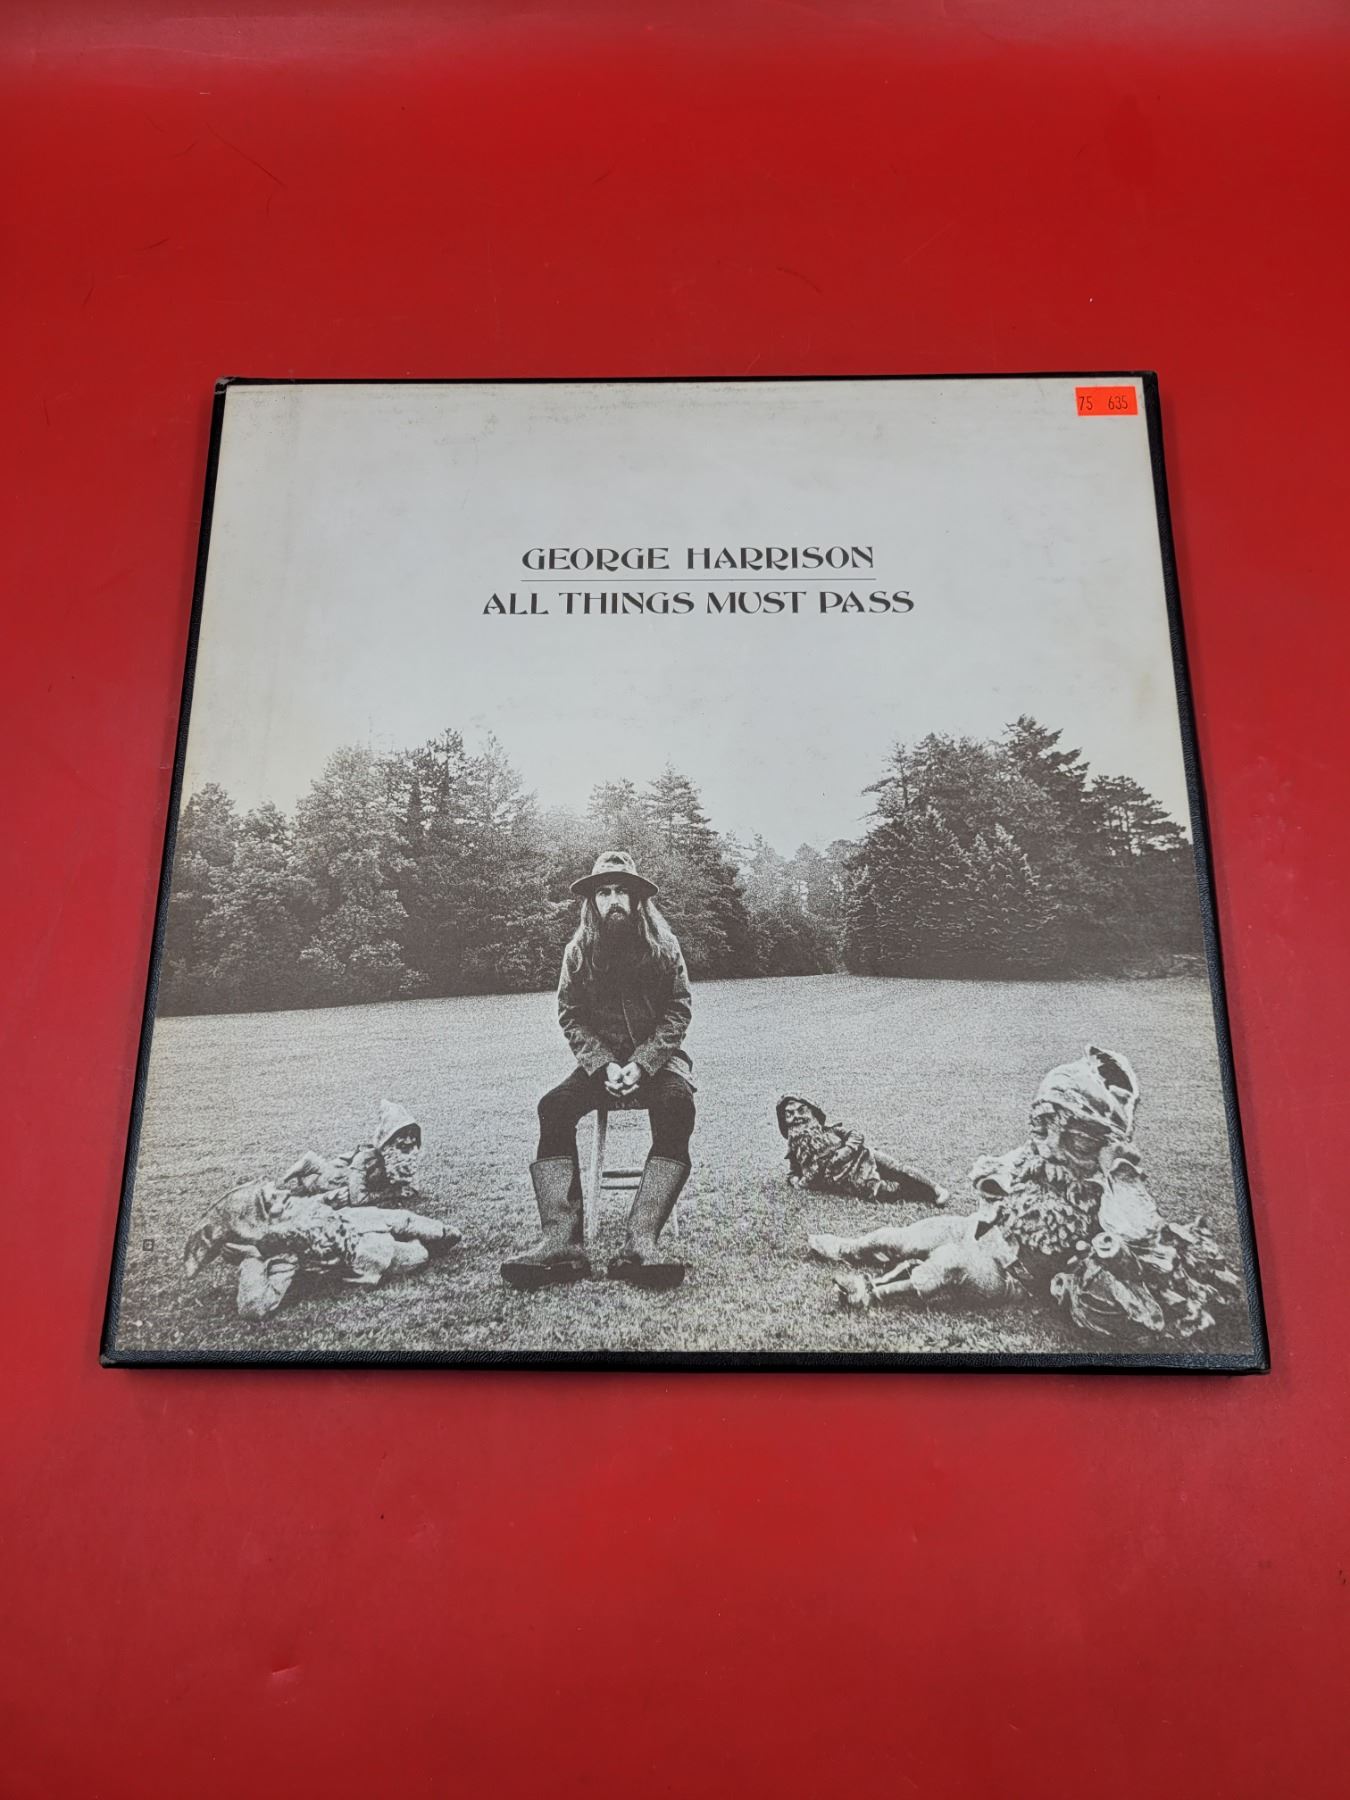 75 635
GEORGE HARRISON
ALL THINGS MUST PASS